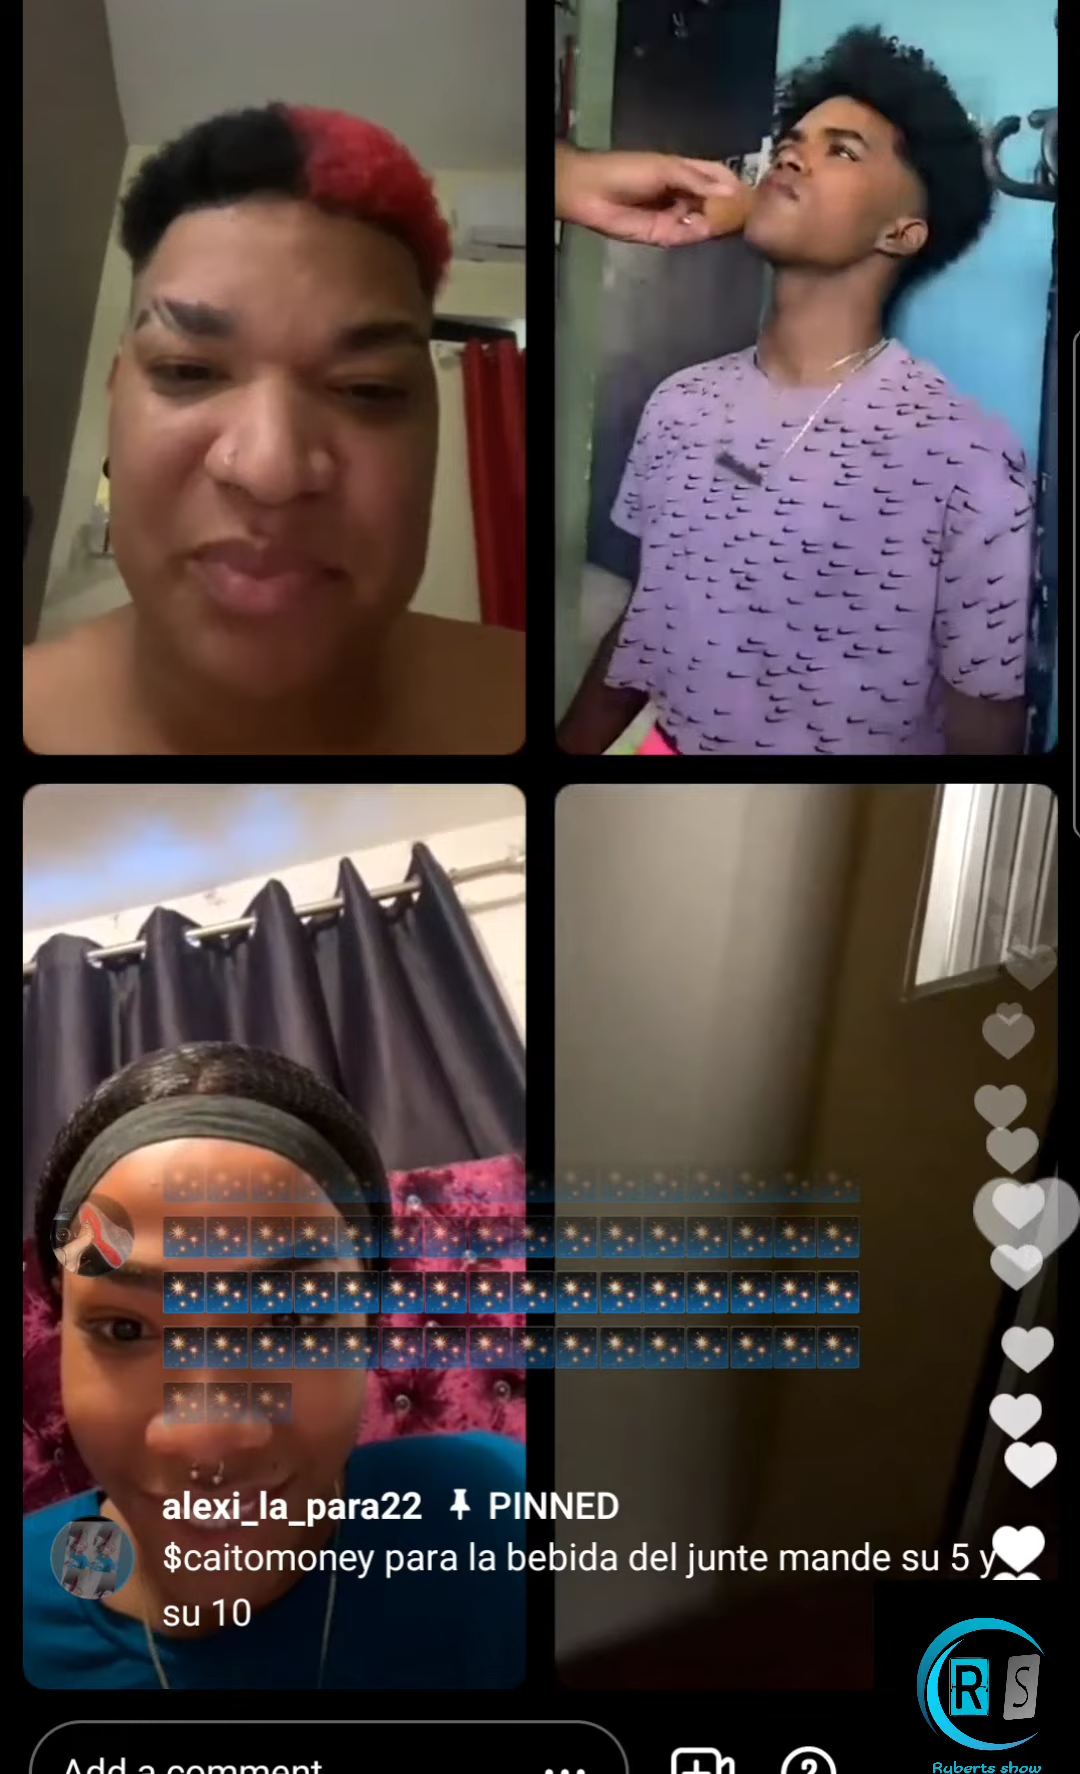 alexi_la_para22 PINNED
$caitomoney para la bebida del junte mande su 5 y
su 10
Add a comment
R S
Ryberts show